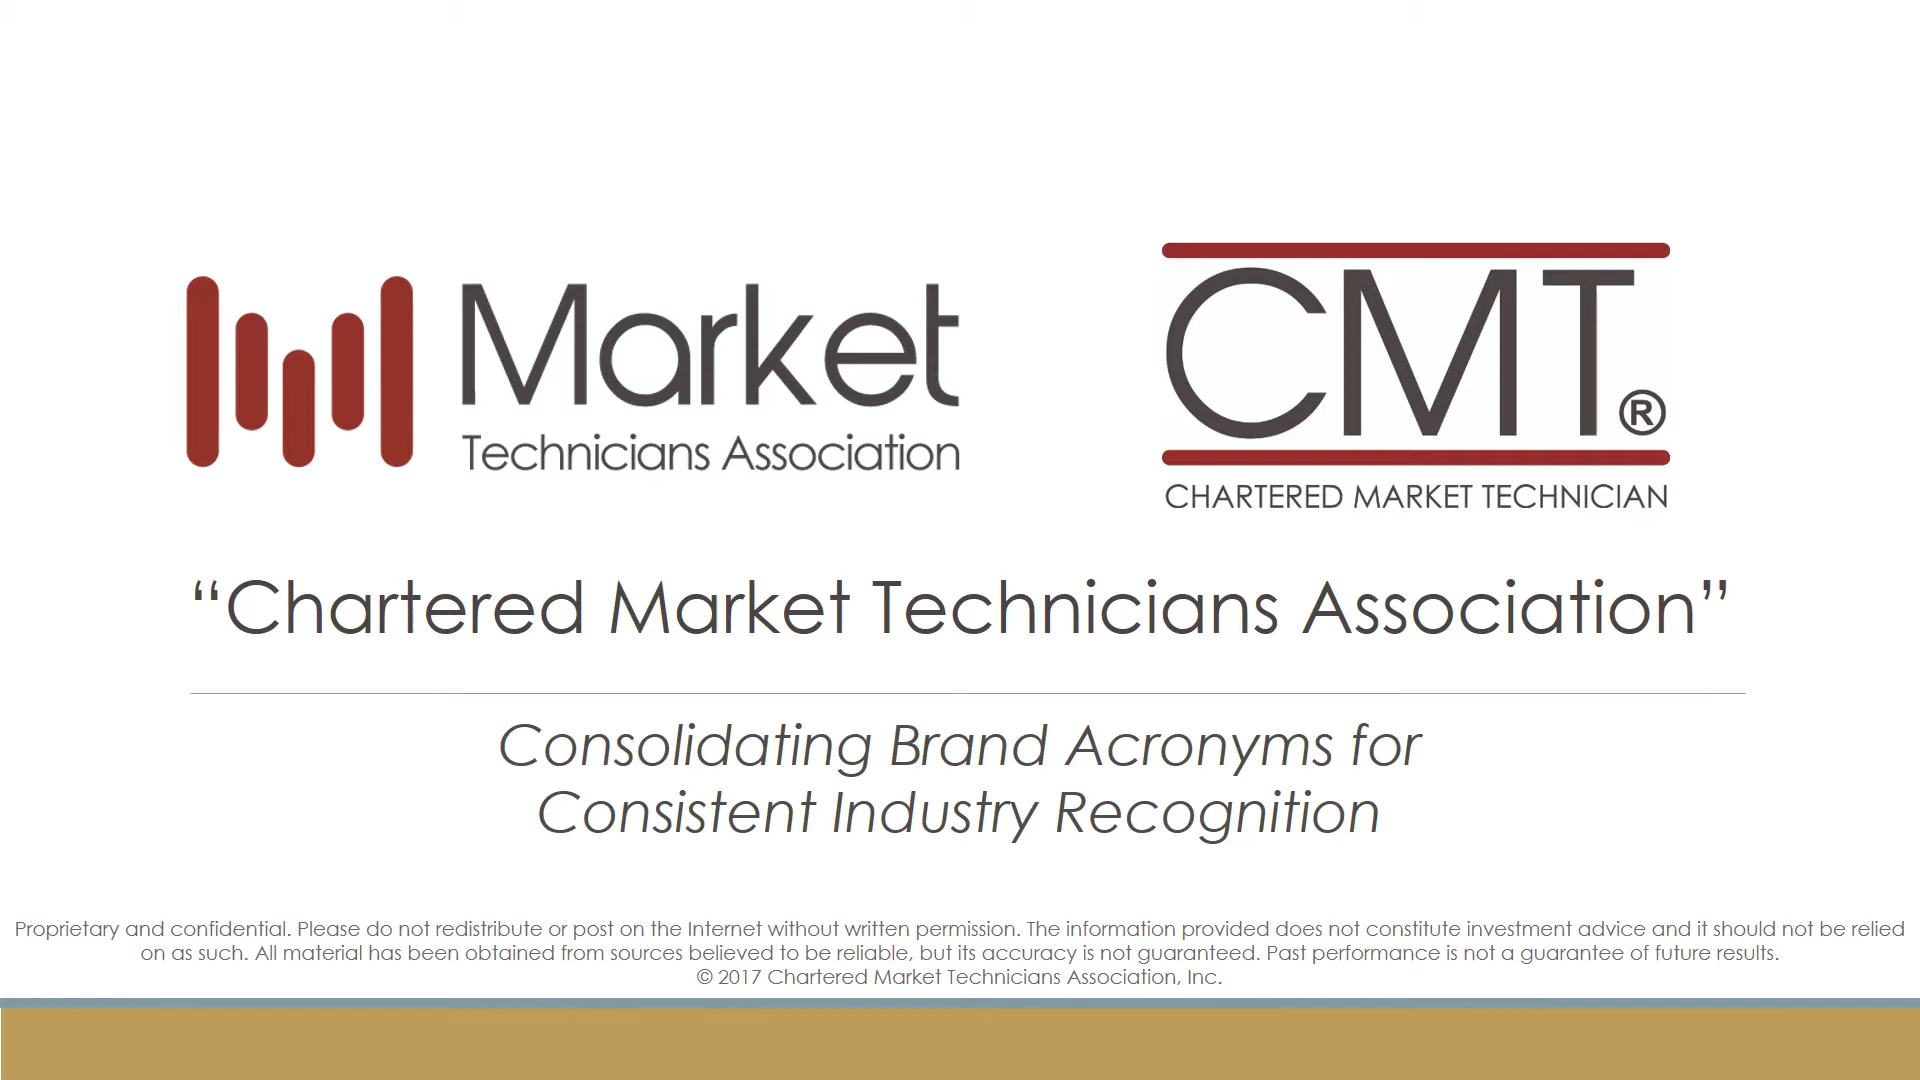 Market
Technicians Association
CMT®
CHARTERED MARKET TECHNICIAN
“Chartered Market Technicians Association”
Consolidating Brand Acronyms for
Consistent Industry Recognition
Proprietary and confidential. Please do not redistribute or post on the Internet without written permission. The information provided does not constitute investment advice and it should not be relied
on as such. All material has been obtained from sources believed to be reliable, but its accuracy is not guaranteed. Past performance is not a guarantee of future results.
© 2017 Chartered Market Technicians Association, Inc.